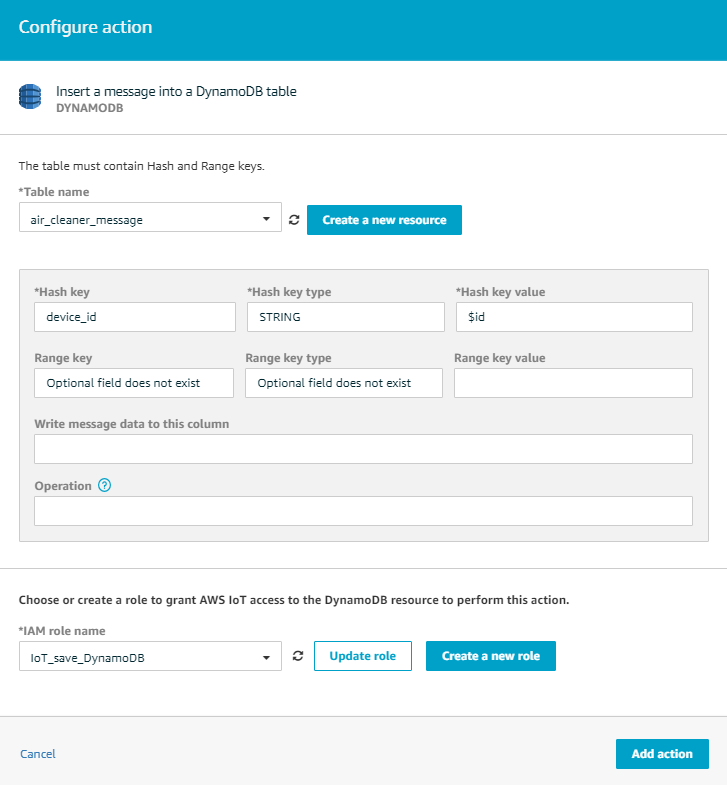 Configure action
Insert a message into a DynamoDB table
DYNAMODB
The table must contain Hash and Range keys.
*Table name
air_cleaner_message
Create a new resource
*Hash key *Hash key type *Hash key value
device_id STRING $id
Range key Range key type Range key value
Optional field does not exist Optional field does not exist
Write message data to this column
Operation ?
Choose or create a role to grant AWS IoT access to the DynamoDB resource to perform this action.
*IAM role name
IoT_save_DynamoDB
Update role
Create a new role
Cancel
Add action